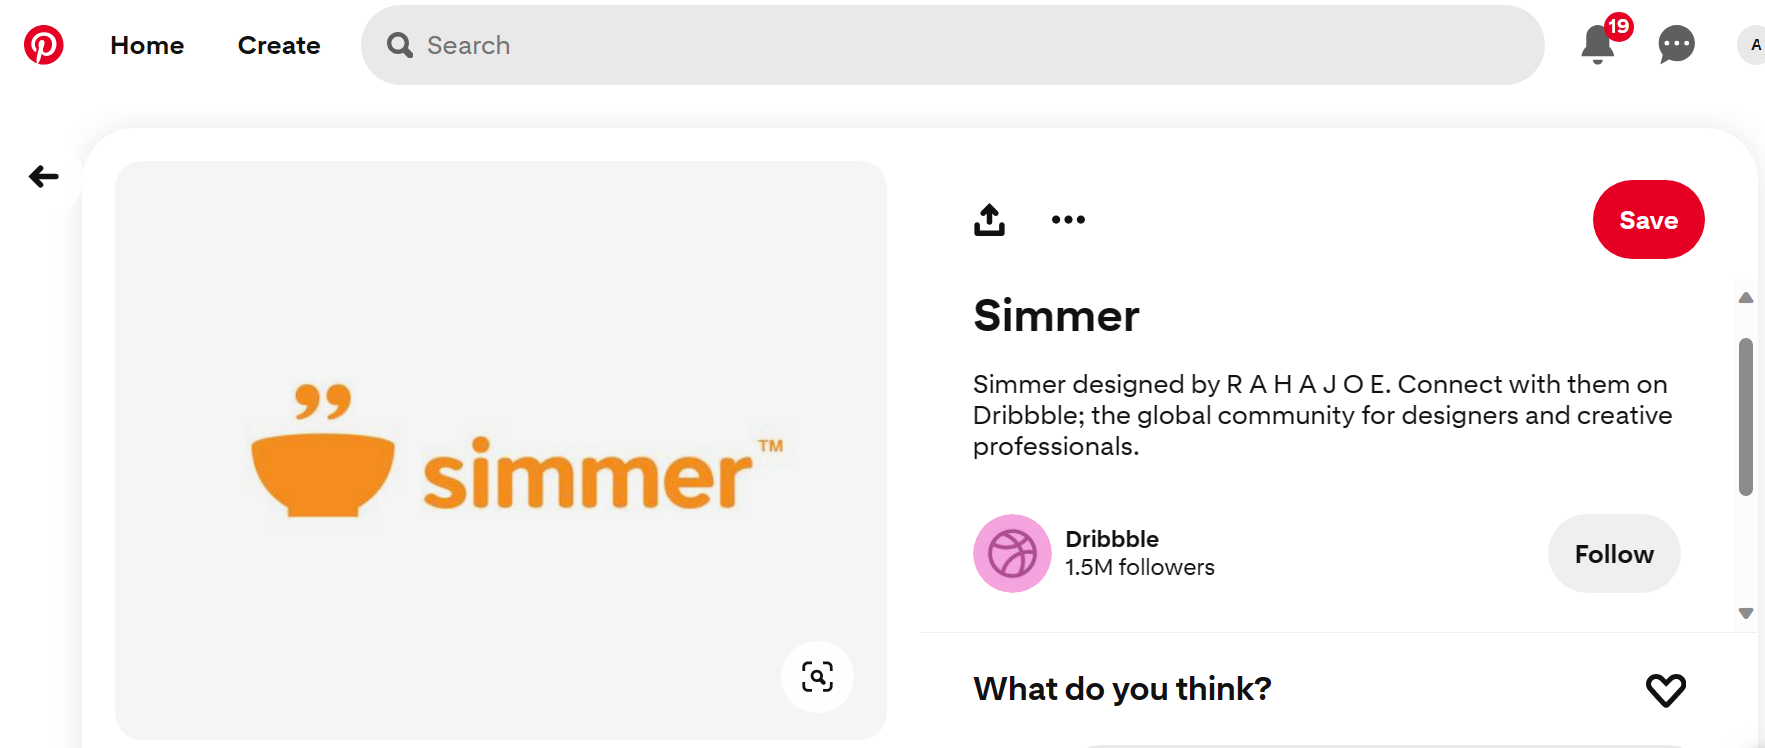 Home
Create
Search
19
A
simmer™
Save
Simmer
Simmer designed by R A H A J O E. Connect with them on
Dribbble; the global community for designers and creative
professionals.
Dribbble
1.5M followers
Follow
What do you think?